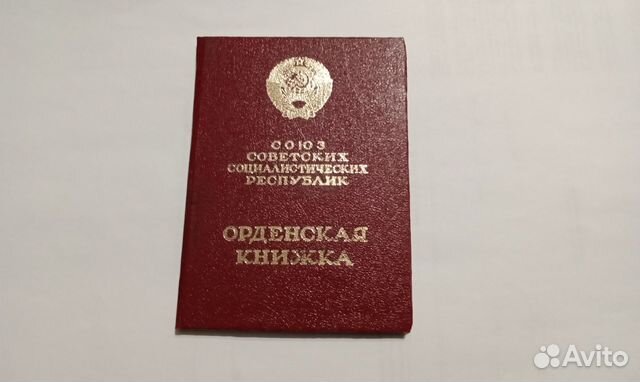 СОЮЗ
СОВЕТСКИХ
СОЦИАЛИСТИЧЕСКИХ
РЕСПУБЛИК
ОРДЕНСКАЯ
КНИЖКА
Avito